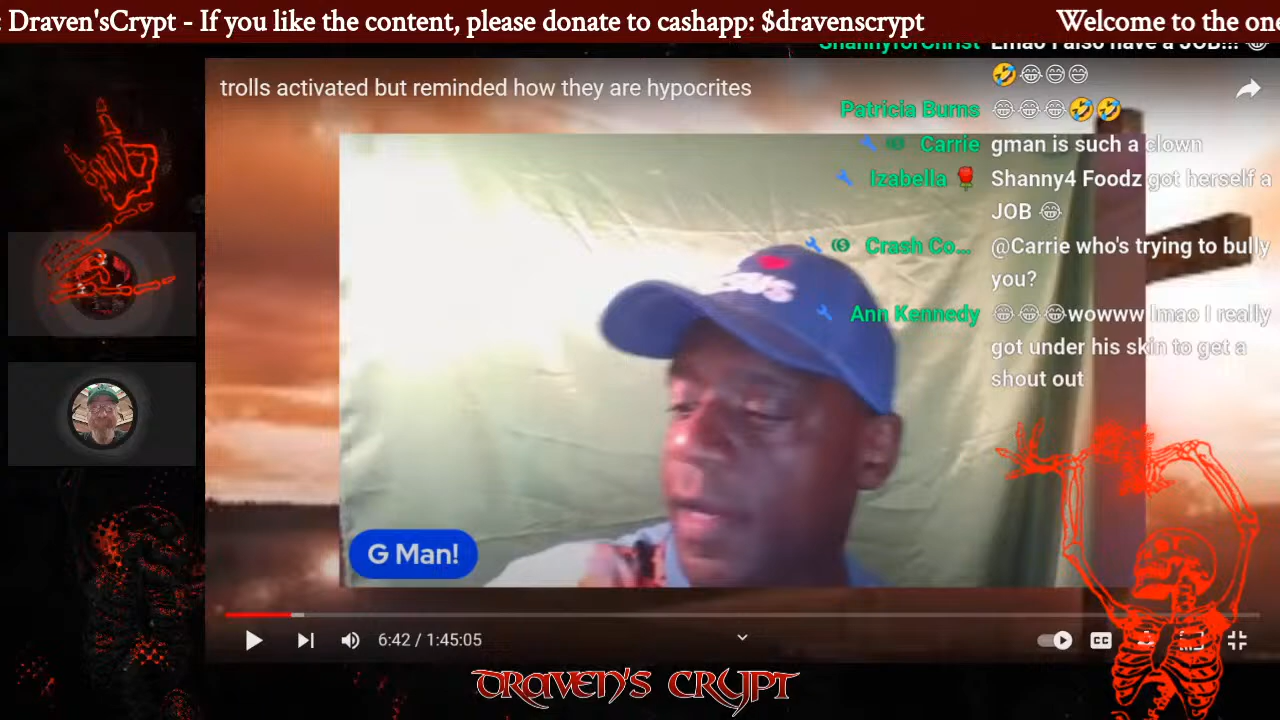 : Draven'sCrypt - If you like the content, please donate to cashapp: $dravenscrypt Welcome to the one
ShannyforChrist Lmao I also have a JOB!!! 😂
🤣😂😄😄
trolls activated but reminded how they are hypocrites
Patricia Burns 😂😂😂🤣🤣
Carrie gman is such a clown
Izabella 🌹 Shanny4 Foodz got herself a
JOB 😂
Crash Co... @Carrie who's trying to bully
you?
Ann Kennedy 😂😂😂wowww lmao I really
got under his skin to get a
shout out
G Man!
6:42 / 1:45:05
CC
DRAVEN'S CRYPT